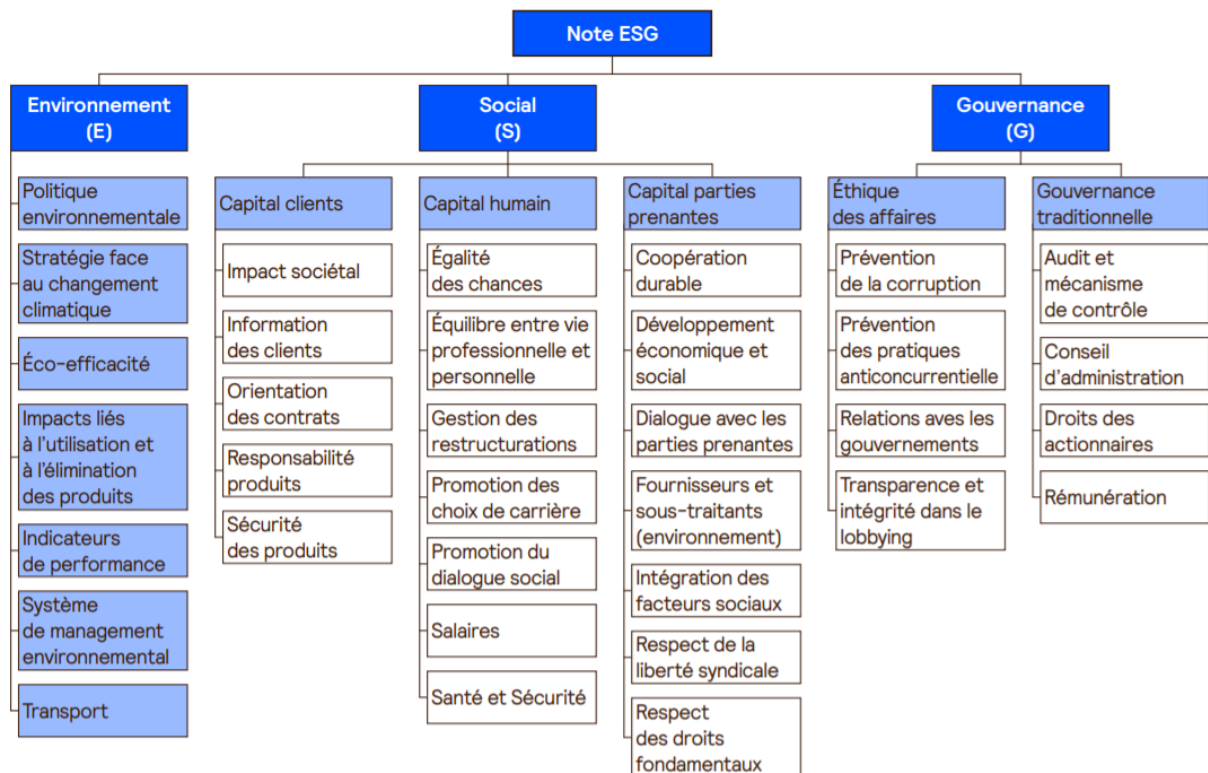 Note ESG
Environnement
(E)
Social
(S)
Gouvernance
(G)
Politique
environnementale
Stratégie face
au changement
climatique
Éco-efficacité
Impacts liés
à l'utilisation et
à l'élimination
des produits
Indicateurs
de performance
Système
de management
environnemental
Transport
Capital clients
Impact sociétal
Information
des clients
Orientation
des contrats
Responsabilité
produits
Sécurité
des produits
Capital humain
Égalité
des chances
Équilibre entre vie
professionnelle et
personnelle
Gestion des
restructurations
Promotion des
choix de carrière
Promotion du
dialogue social
Salaires
Santé et Sécurité
Capital parties
prenantes
Coopération
durable
Développement
économique et
social
Dialogue avec les
parties prenantes
Fournisseurs et
sous-traitants
(environnement)
Intégration des
facteurs sociaux
Respect de la
liberté syndicale
Respect
des droits
fondamentaux
Éthique
des affaires
Prévention
de la corruption
Prévention
des pratiques
anticoncurrentielle
Relations aves les
gouvernements
Transparence et
intégrité dans le
lobbying
Gouvernance
traditionnelle
Audit et
mécanisme
de contrôle
Conseil
d'administration
Droits des
actionnaires
Rémunération